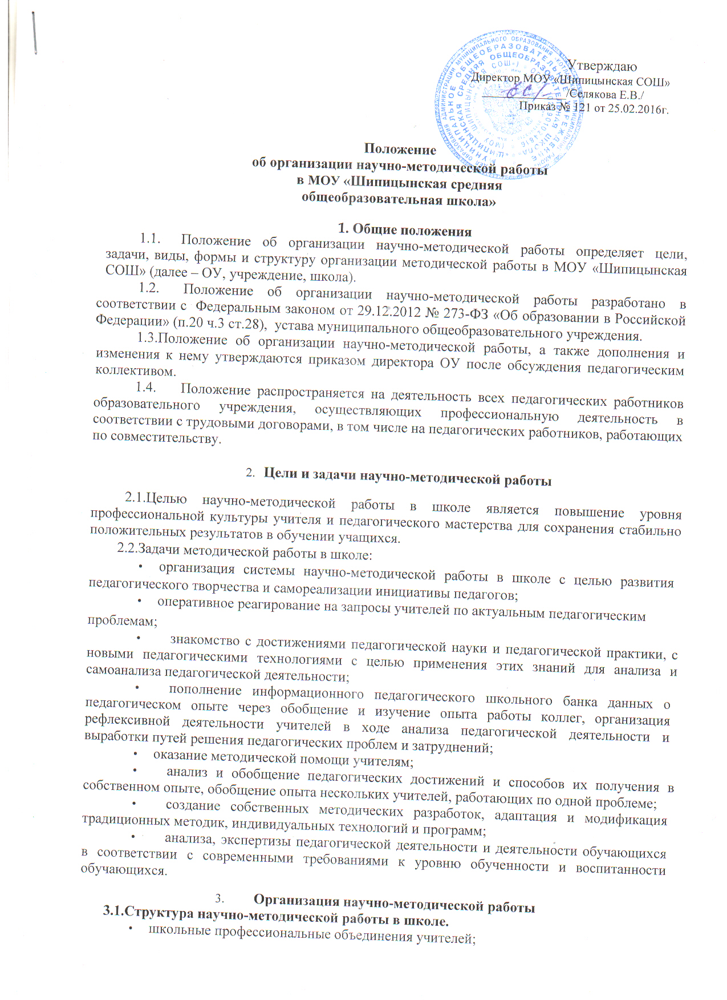 Утверждаю
Директор МОУ «Шипицынская СОШ»
/Селякова Е.В./
Приказ № 121 от 25.02.2016г.
Положение
об организации научно-методической работы
в МОУ «Шипицынская средняя
общеобразовательная школа»
1. Общие положения
1.1. Положение об организации научно-методической работы определяет цели,
задачи, виды, формы и структуру организации методической работы в МОУ «Шипицынская
СОШ» (далее – ОУ, учреждение, школа).
1.2. Положение об организации научно-методической работы разработано в
соответствии с Федеральным законом от 29.12.2012 № 273-ФЗ «Об образовании в Российской
Федерации» (п.20 ч.3 ст.28), устава муниципального общеобразовательного учреждения.
1.3.Положение об организации научно-методической работы, а также дополнения и
изменения к нему утверждаются приказом директора ОУ после обсуждения педагогическим
коллективом.
1.4. Положение распространяется на деятельность всех педагогических работников
образовательного учреждения, осуществляющих профессиональную деятельность в
соответствии с трудовыми договорами, в том числе на педагогических работников, работающих
по совместительству.
2. Цели и задачи научно-методической работы
2.1.Целью научно-методической работы в школе является повышение уровня
профессиональной культуры учителя и педагогического мастерства для сохранения стабильно
положительных результатов в обучении учащихся.
2.2.Задачи методической работы в школе:
• организация системы научно-методической работы в школе с целью развития
педагогического творчества и самореализации инициативы педагогов;
• оперативное реагирование на запросы учителей по актуальным педагогическим
проблемам;
• знакомство с достижениями педагогической науки и педагогической практики, с
новыми педагогическими технологиями с целью применения этих знаний для анализа и
самоанализа педагогической деятельности;
• пополнение информационного педагогического школьного банка данных о
педагогическом опыте через обобщение и изучение опыта работы коллег, организация
рефлексивной деятельности учителей в ходе анализа педагогической деятельности и
выработки путей решения педагогических проблем и затруднений;
• оказание методической помощи учителям;
• анализ и обобщение педагогических достижений и способов их получения в
собственном опыте, обобщение опыта нескольких учителей, работающих по одной проблеме;
• создание собственных методических разработок, адаптация и модификация
традиционных методик, индивидуальных технологий и программ;
• анализа, экспертизы педагогической деятельности и деятельности обучающихся
в соответствии с современными требованиями к уровню обученности и воспитанности
обучающихся.
3. Организация научно-методической работы
3.1.Структура научно-методической работы в школе.
• школьные профессиональные объединения учителей;